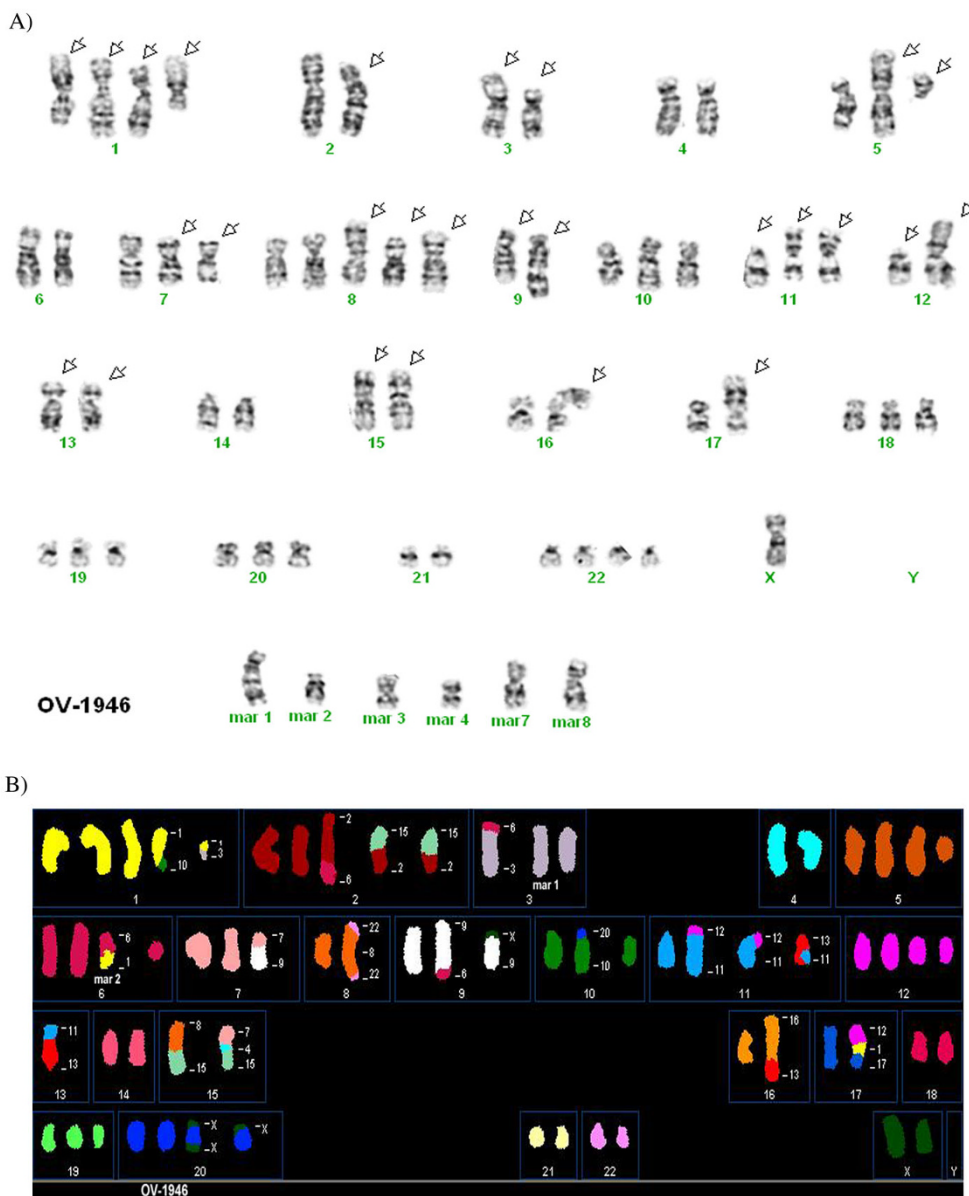 A)
1 2 3 4 5
6 7 8 9 10 11 12
13 14 15 16 17 18
19 20 21 22 X Y
OV-1946
mar 1 mar 2 mar 3 mar 4 mar7 mar8
B)
-1 -10 -1 -3
1
-2 -6 -15 -2 -15 -2
2
-6 -3
mar 1
3
4
5
-6 -1
mar 2
6
-7 -9
7
-22 -8 -22
8
-9 -6 -X -9
9
-20 -10
10
-12 -11 -12 -11 -13 -11
11
12
-11 -13
13
14
-8 -15 -7 -4 -15
15
-16 -13
16
-12 -1 -17
17
18
19
-X -X -X
20
21
22
X
Y
OV-1946